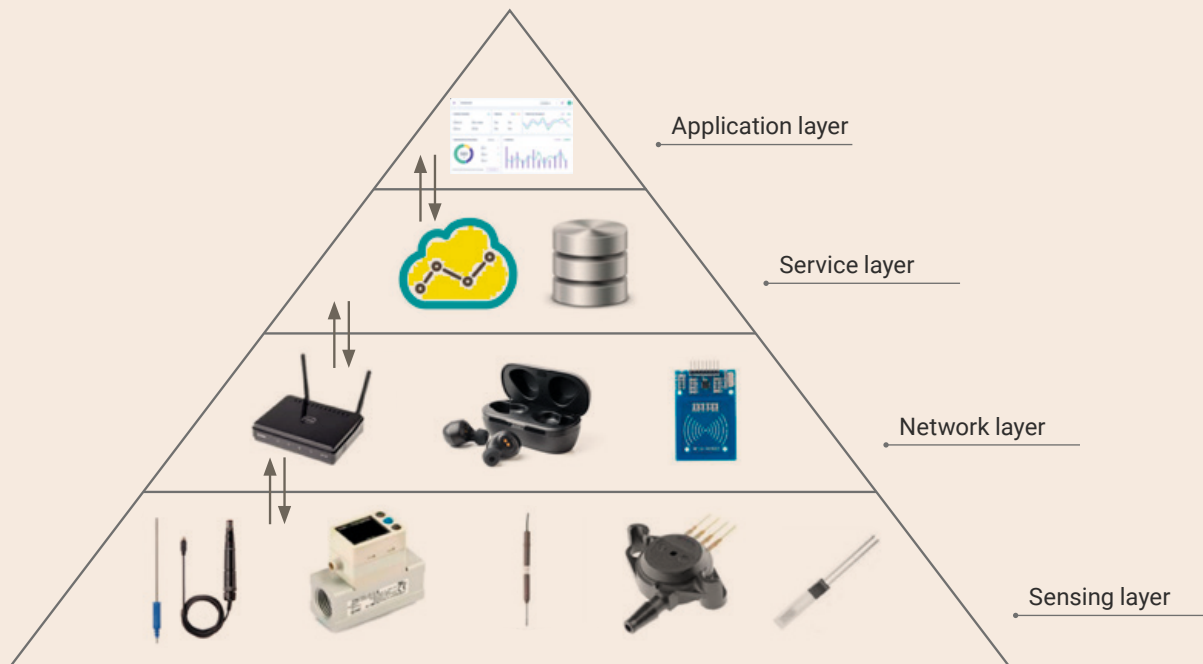 Application layer
Service layer
Network layer
Sensing layer